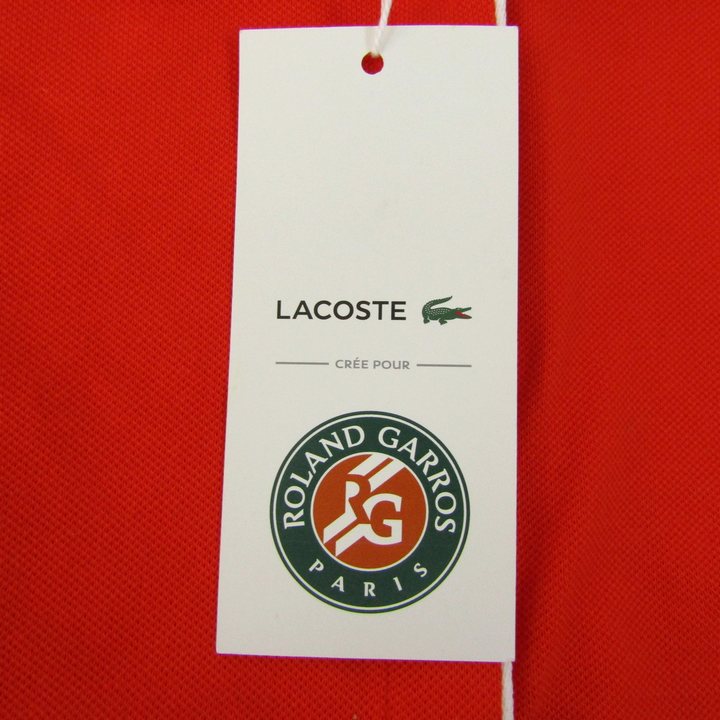 LACOSTE
CRÉE POUR
ROLAND GARROS
RG
PARIS